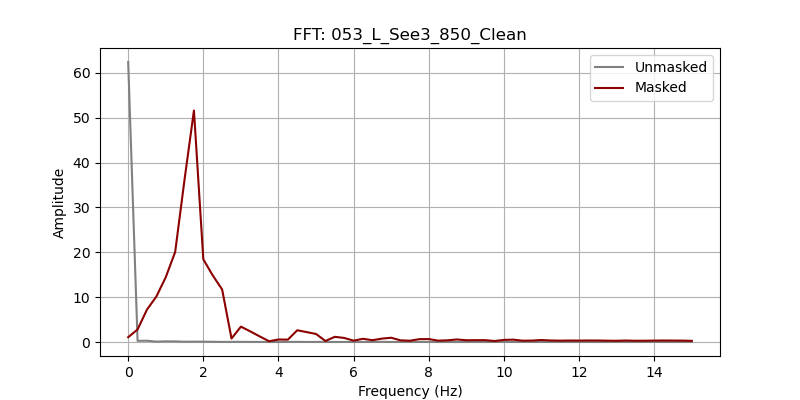 FFT: 053_L_See3_850_Clean
Unmasked
Masked
Amplitude
60
50
40
30
20
10
0
0 2 4 6 8 10 12 14
Frequency (Hz)